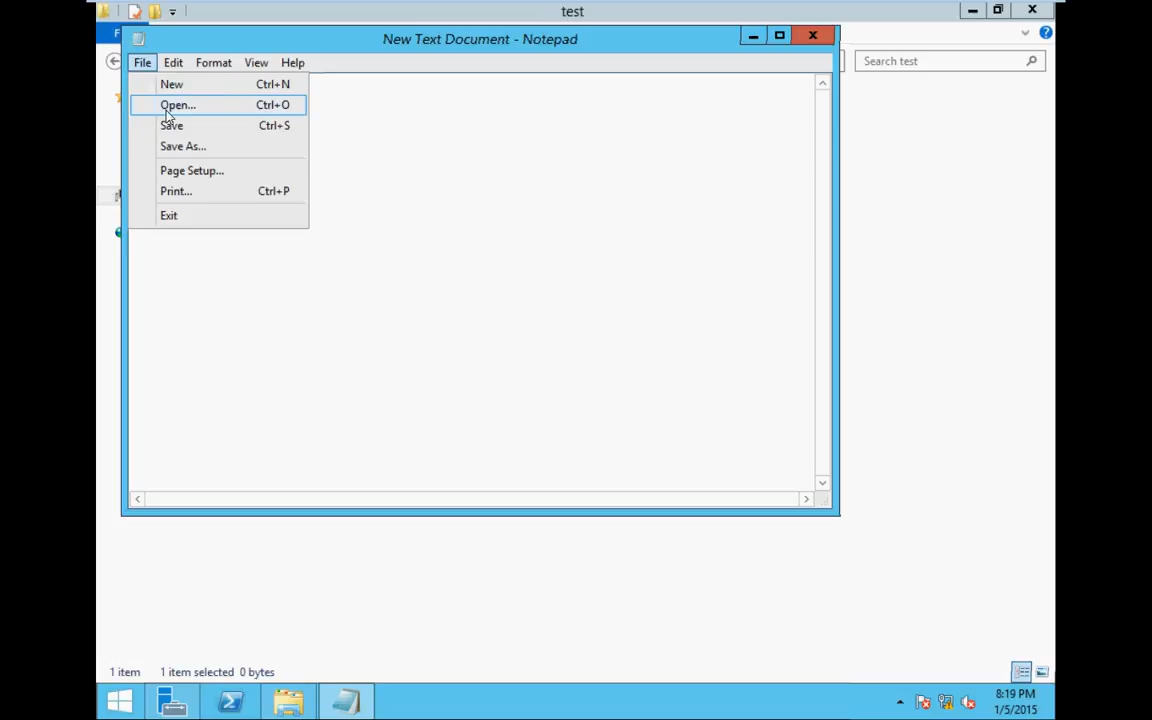 test
F
New Text Document - Notepad
Search test
File Edit Format View Help
New Ctrl+N
Open... Ctrl+O
Save Ctrl+S
Save As...
Page Setup...
Print... Ctrl+P
Exit
1 item 1 item selected 0 bytes
8:19 PM
1/5/2015